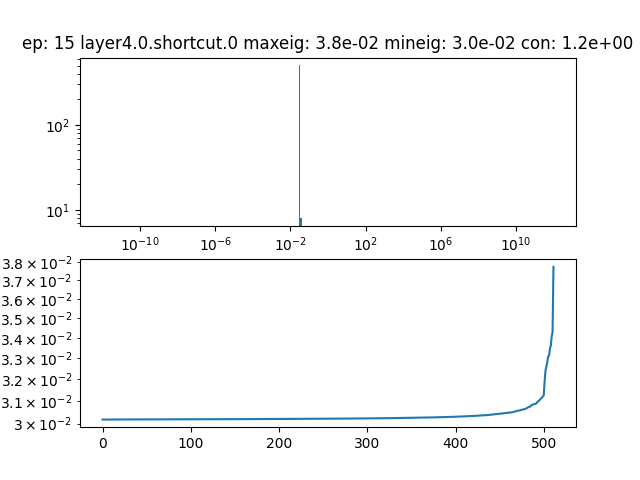 ep: 15 layer4.0.shortcut.0 maxeig: 3.8e-02 mineig: 3.0e-02 con: 1.2e+00
10²
10¹
10⁻¹⁰ 10⁻⁶ 10⁻² 10² 10⁶ 10¹⁰
3.8 × 10⁻²
3.7 × 10⁻²
3.6 × 10⁻²
3.5 × 10⁻²
3.4 × 10⁻²
3.3 × 10⁻²
3.2 × 10⁻²
3.1 × 10⁻²
3 × 10⁻²
0 100 200 300 400 500